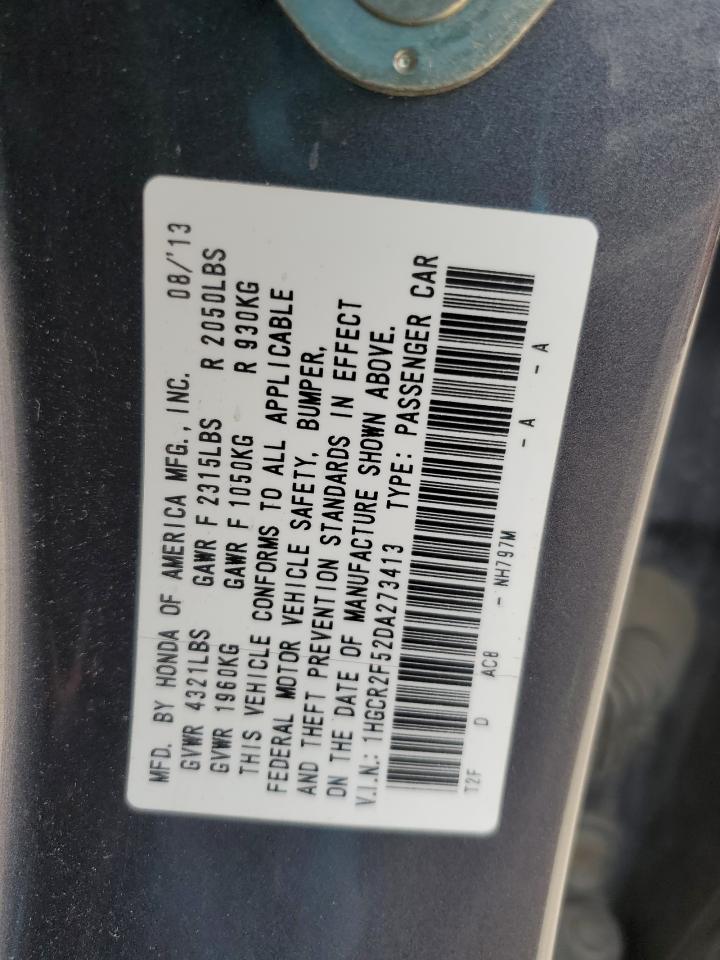 MFD. BY HONDA OF AMERICA MFG., INC. 08/'13
GVWR 4321LBS GAWR F 2315LBS R 2050LBS
GVWR 1960KG GAWR F 1050KG R 930KG
THIS VEHICLE CONFORMS TO ALL APPLICABLE
FEDERAL MOTOR VEHICLE SAFETY, BUMPER,
AND THEFT PREVENTION STANDARDS IN EFFECT
ON THE DATE OF MANUFACTURE SHOWN ABOVE.
V.I.N.: 1HGCR2F52DA273413 TYPE: PASSENGER CAR
T2F D AC8 - NH797M - A - A